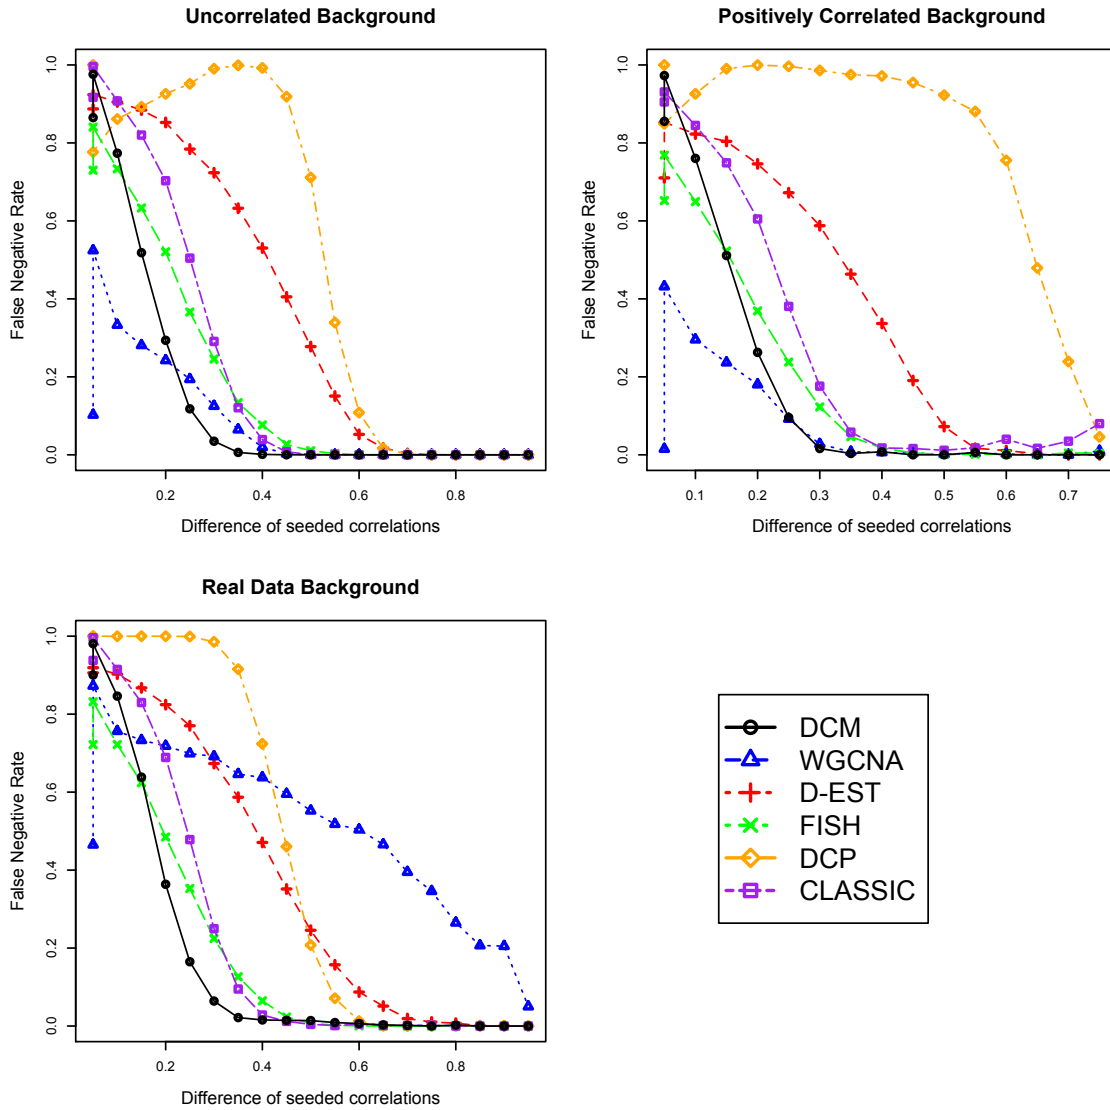 Uncorrelated Background
False Negative Rate
1.0
0.8
0.6
0.4
0.2
0.0
0.2
0.4
0.6
0.8
Difference of seeded correlations
Positively Correlated Background
False Negative Rate
1.0
0.8
0.6
0.4
0.2
0.0
0.1
0.2
0.3
0.4
0.5
0.6
0.7
Difference of seeded correlations
Real Data Background
False Negative Rate
1.0
0.8
0.6
0.4
0.2
0.0
0.2
0.4
0.6
0.8
Difference of seeded correlations
DCM
WGCNA
D-EST
FISH
DCP
CLASSIC